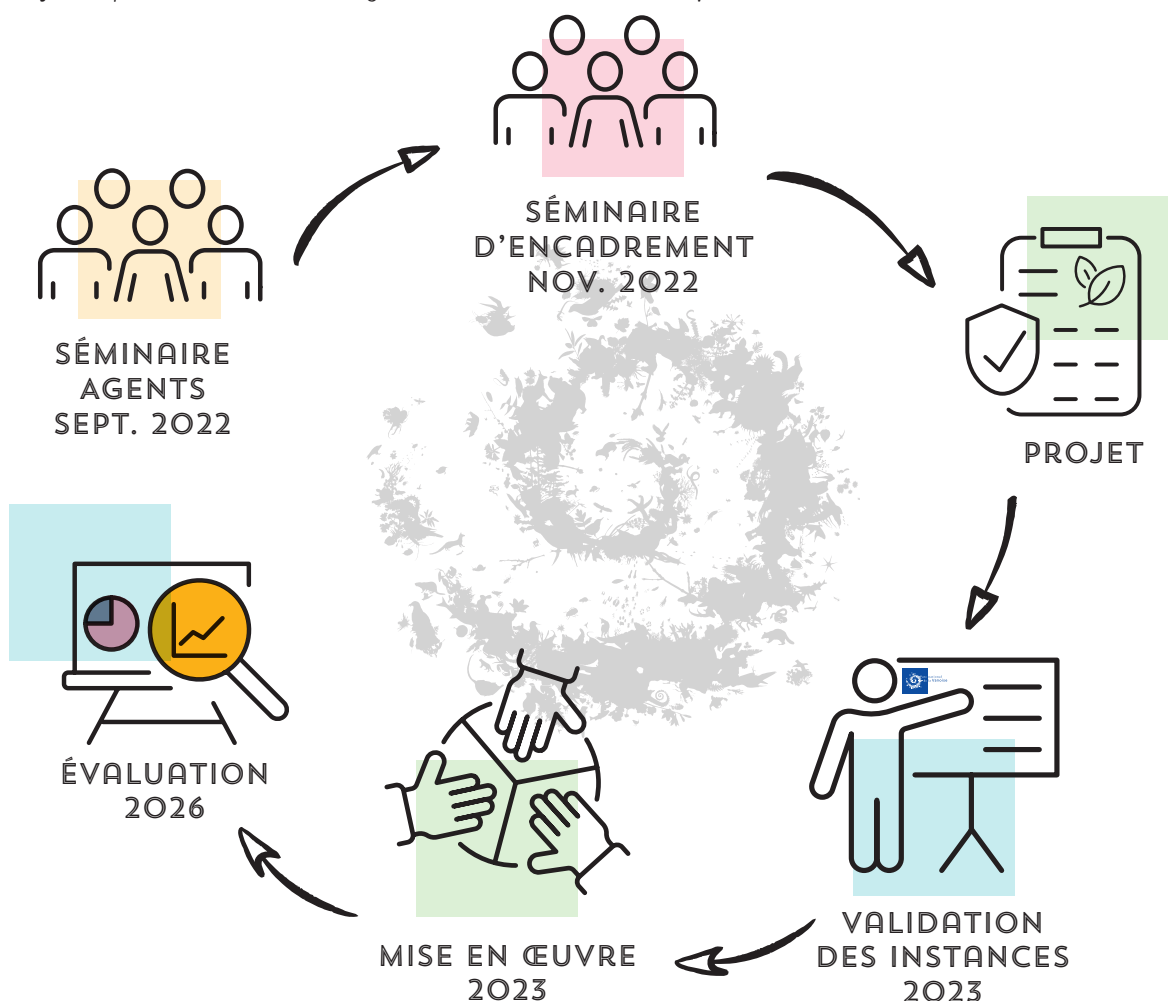 SÉMINAIRE
AGENTS
SEPT. 2022
SÉMINAIRE
D'ENCADREMENT
NOV. 2022
PROJET
VALIDATION
DES INSTANCES
2023
MISE EN ŒUVRE
2023
ÉVALUATION
2026